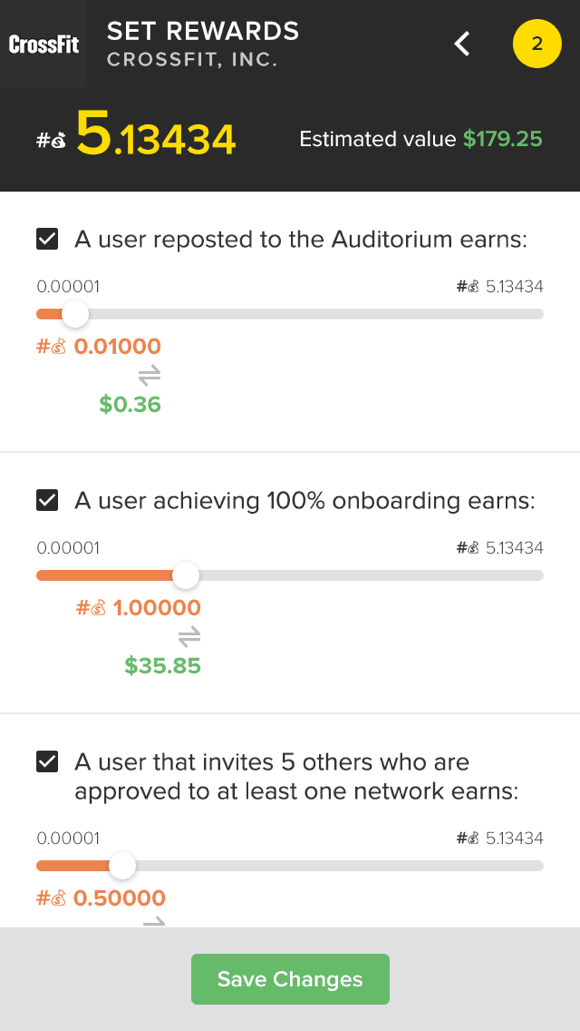 CrossFit
SET REWARDS
CROSSFIT, INC.
2
#💰 5.13434
Estimated value $179.25
A user reposted to the Auditorium earns:
0.00001
#💰 5.13434
#💰 0.01000
⇌
$0.36
A user achieving 100% onboarding earns:
0.00001
#💰 5.13434
#💰 1.00000
⇌
$35.85
A user that invites 5 others who are
approved to at least one network earns:
0.00001
#💰 5.13434
#💰 0.50000
Save Changes